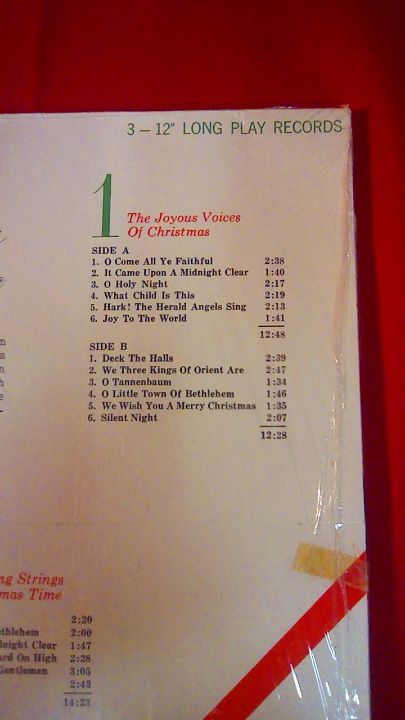 3 – 12" LONG PLAY RECORDS
1
The Joyous Voices
Of Christmas
SIDE A
1. O Come All Ye Faithful 2:38
2. It Came Upon A Midnight Clear 1:40
3. O Holy Night 2:17
4. What Child Is This 2:19
5. Hark! The Herald Angels Sing 2:13
6. Joy To The World 1:41
12:48
SIDE B
1. Deck The Halls 2:39
2. We Three Kings Of Orient Are 2:47
3. O Tannenbaum 1:34
4. O Little Town Of Bethlehem 1:46
5. We Wish You A Merry Christmas 1:35
6. Silent Night 2:07
12:28
ng Strings
mas Time
2:20
ethlehem 2:00
dnight Clear 1:47
ard On High 2:28
Gentlemen 3:05
2:43
14:23